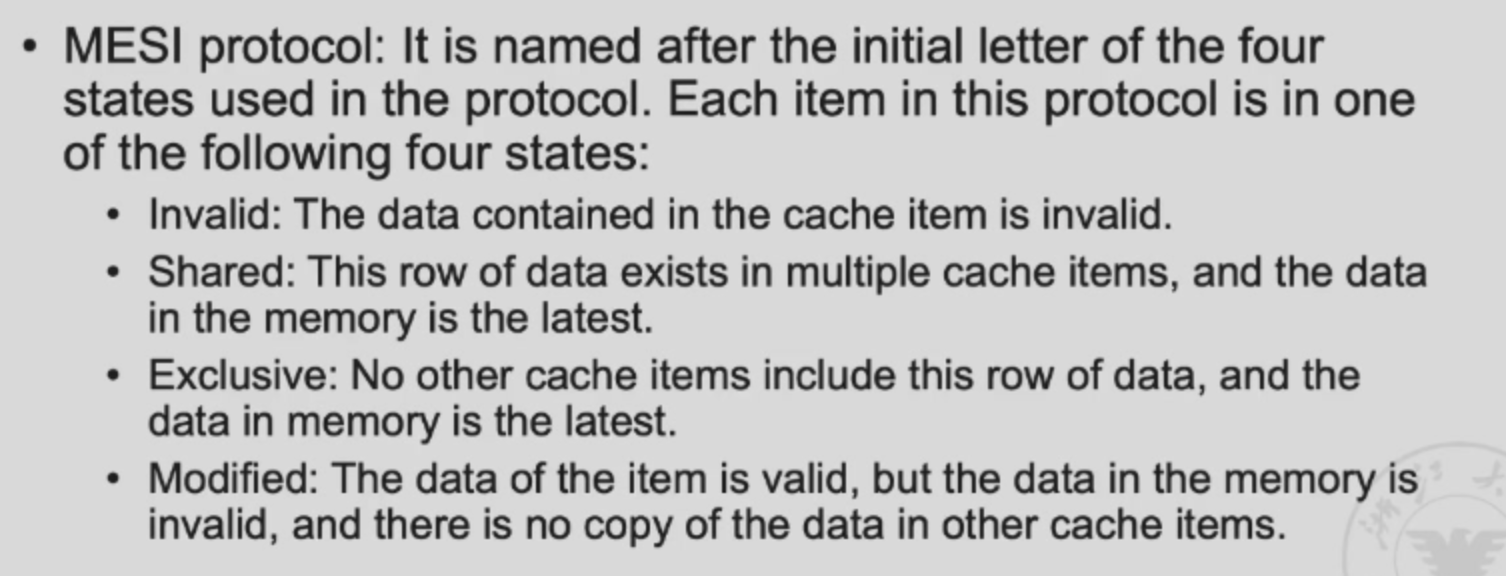 • MESI protocol: It is named after the initial letter of the four
states used in the protocol. Each item in this protocol is in one
of the following four states:
• Invalid: The data contained in the cache item is invalid.
• Shared: This row of data exists in multiple cache items, and the data
in the memory is the latest.
• Exclusive: No other cache items include this row of data, and the
data in memory is the latest.
• Modified: The data of the item is valid, but the data in the memory is
invalid, and there is no copy of the data in other cache items.